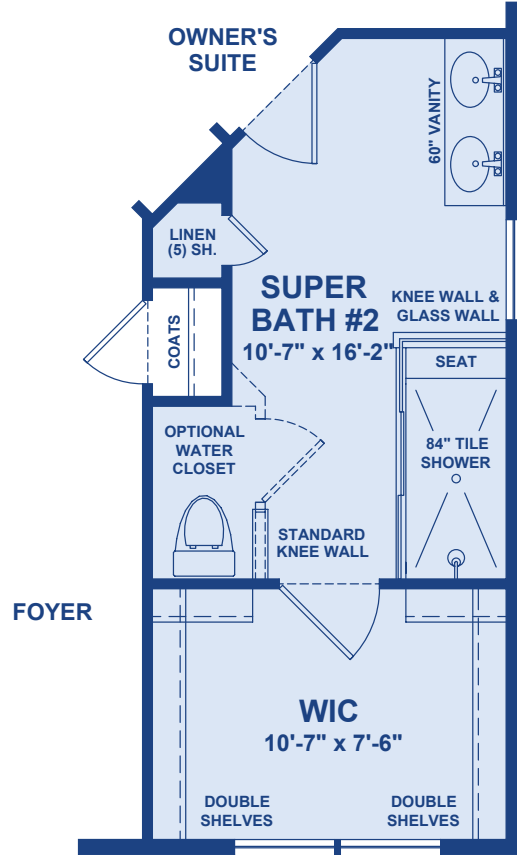 OWNER'S
SUITE
60" VANITY
LINEN
(5) SH.
SUPER
BATH #2
10'-7" x 16'-2"
KNEE WALL &
GLASS WALL
COATS
SEAT
OPTIONAL
WATER
CLOSET
84" TILE
SHOWER
STANDARD
KNEE WALL
FOYER
WIC
10'-7" x 7'-6"
DOUBLE
SHELVES
DOUBLE
SHELVES